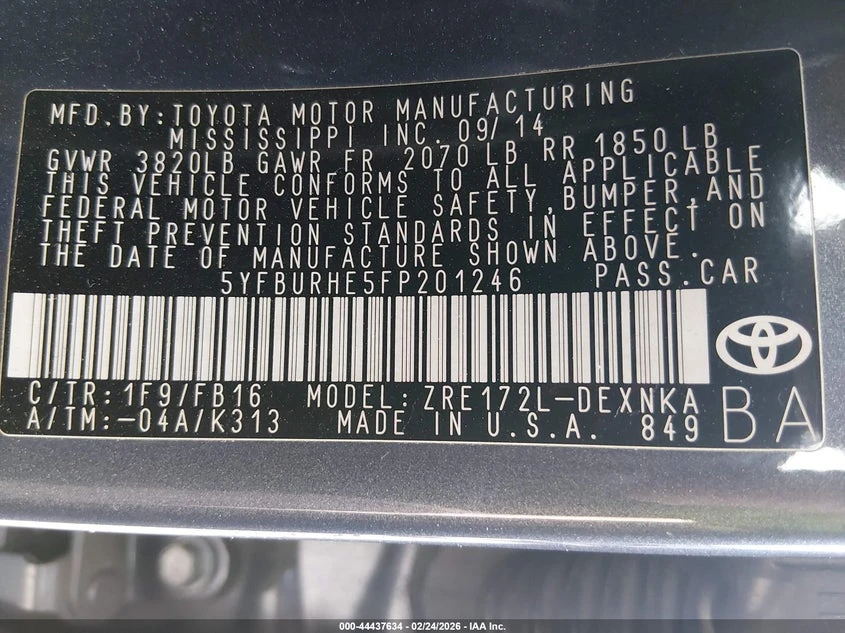 MFD. BY: TOYOTA MOTOR MANUFACTURING
MISSISSIPPI INC. 09/14
GVWR 3820LB GAWR FR 2070 LB RR 1850 LB
THIS VEHICLE CONFORMS TO ALL APPLICABLE
FEDERAL MOTOR VEHICLE SAFETY, BUMPER, AND
THEFT PREVENTION STANDARDS IN EFFECT ON
THE DATE OF MANUFACTURE SHOWN ABOVE.
5YFBURHE5FP201246 PASS. CAR
C/TR: 1F9/FB16 MODEL: ZRE172L-DEXNKA
A/TM: -04A/K313 MADE IN U.S.A. 849
BA
000-44437634 - 02/24/2026 - IAA Inc.